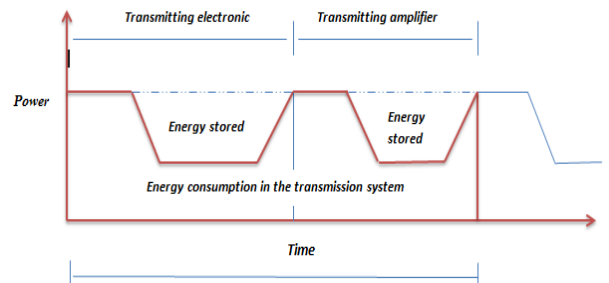 Transmitting electronic
Transmitting amplifier
Power
Energy stored
Energy
stored
Energy consumption in the transmission system
Time